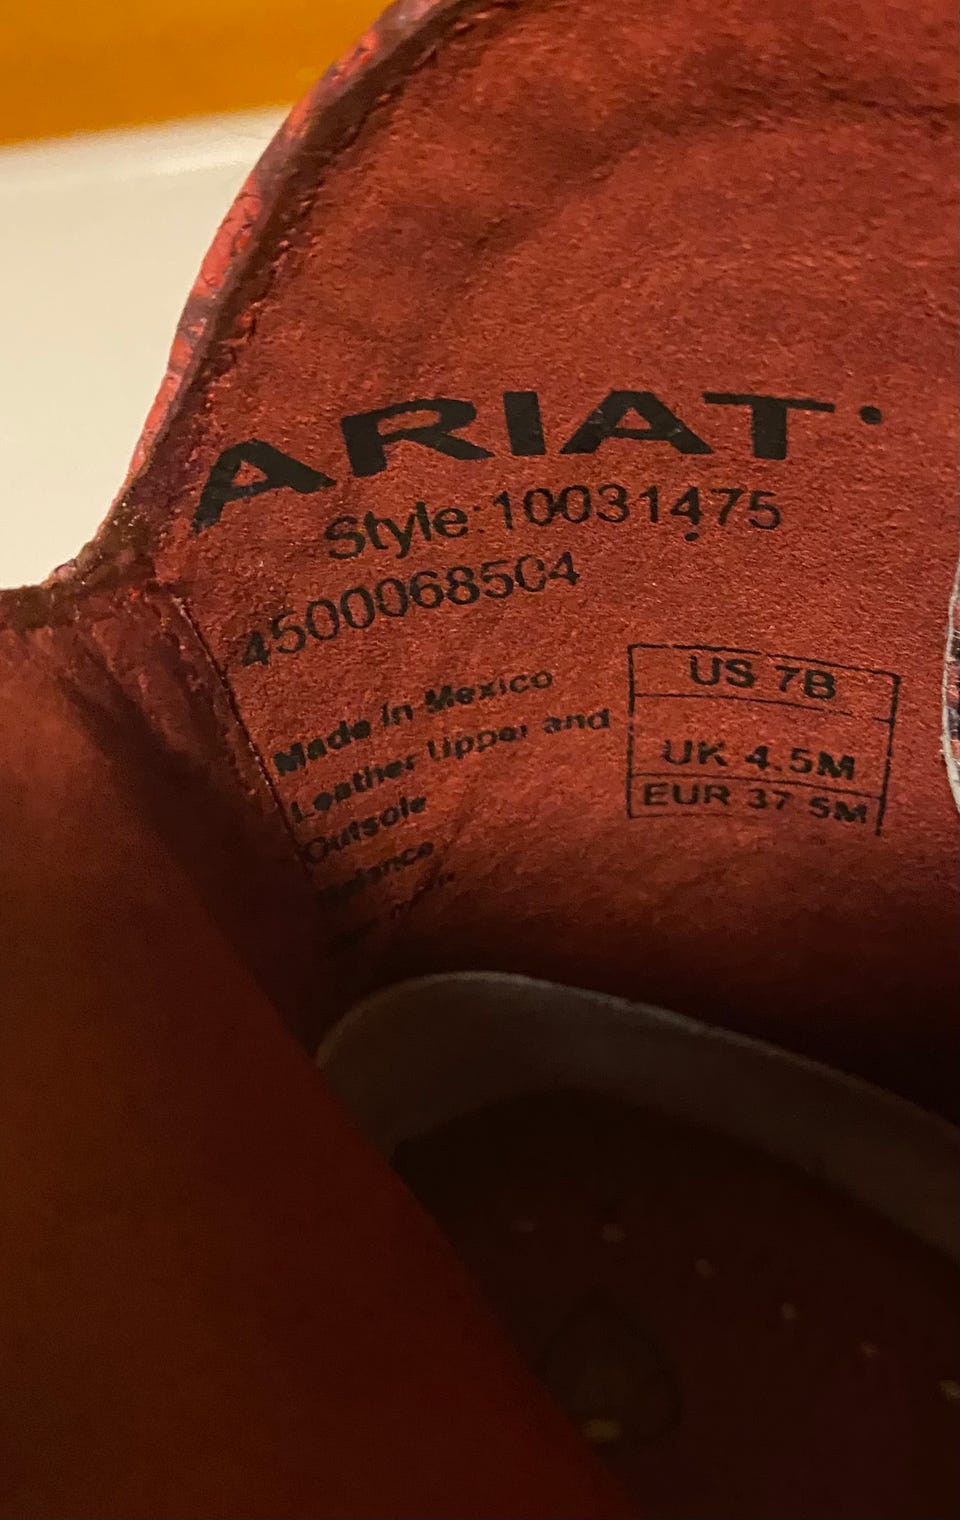 ARIAT
Style:10031475
4500068504
Made in Mexico
Leather Upper and
Outsole
Balance
US 7B
UK 4.5M
EUR 37.5M